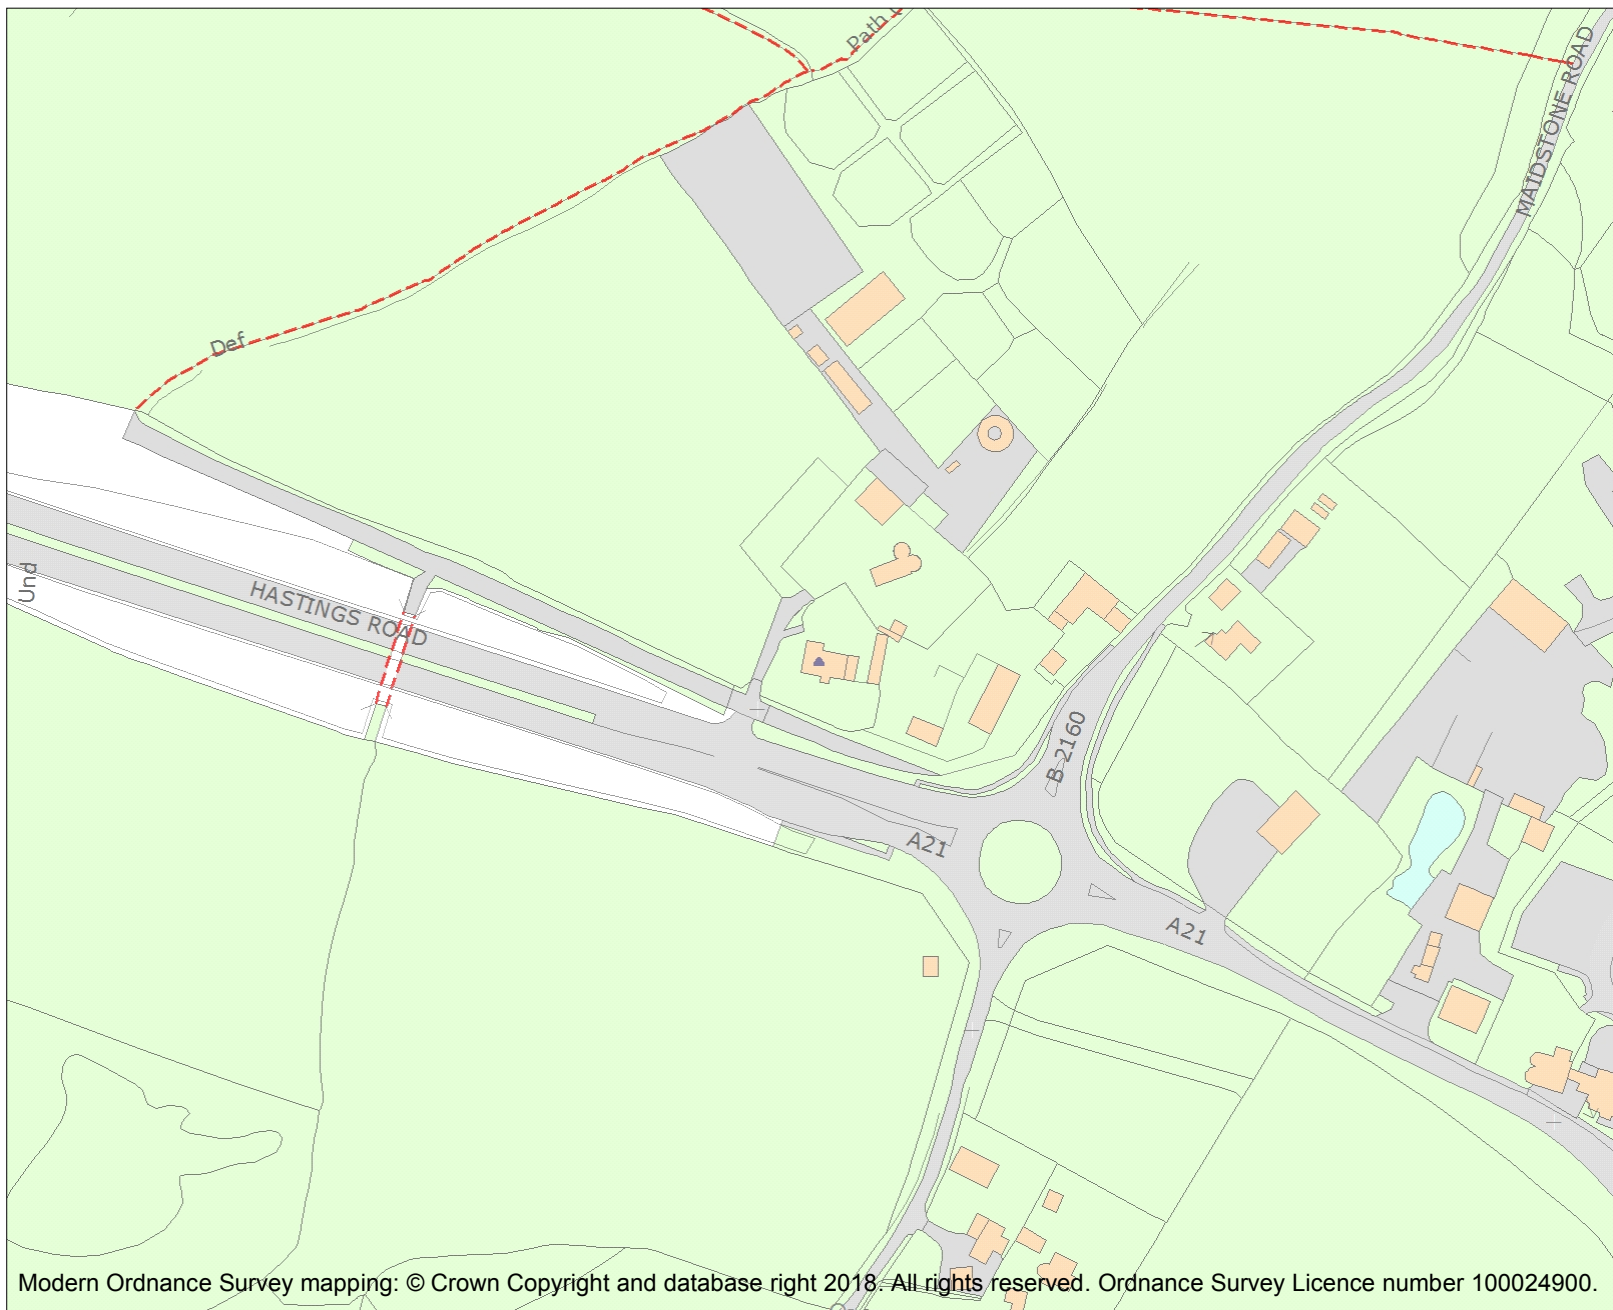 Path
MAIDSTONE ROAD
Def
Und
HASTINGS ROAD
B 2160
A21
A21
Modern Ordnance Survey mapping: © Crown Copyright and database right 2018. All rights reserved. Ordnance Survey Licence number 100024900.